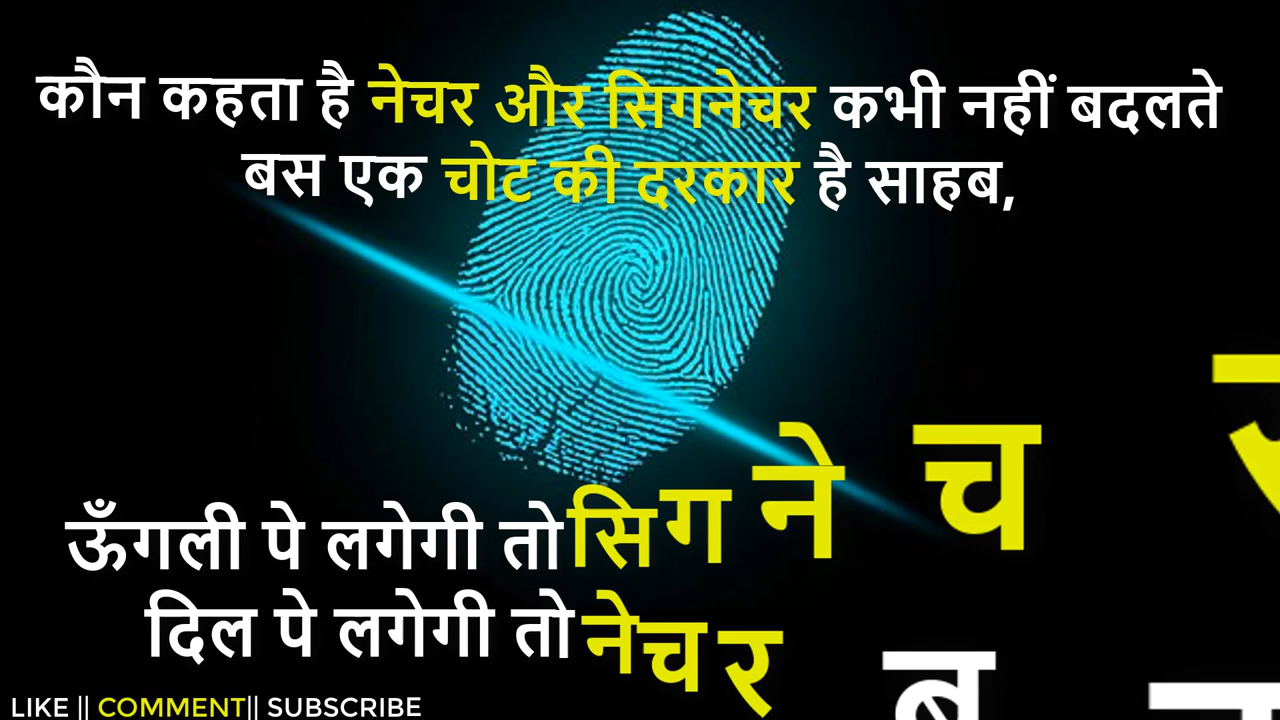 कौन कहता है नेचर और सिगनेचर कभी नहीं बदलते
बस एक चोट की दरकार है साहब,
ऊँगली पे लगेगी तो सिगनेच
दिल पे लगेगी तो नेचर ब
LIKE || COMMENT|| SUBSCRIBE